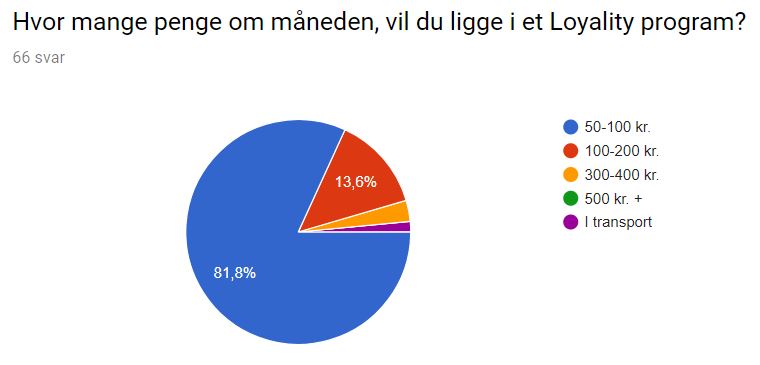 Hvor mange penge om måneden, vil du ligge i et Loyality program?
66 svar
13,6%
81,8%
50-100 kr.
100-200 kr.
300-400 kr.
500 kr. +
I transport